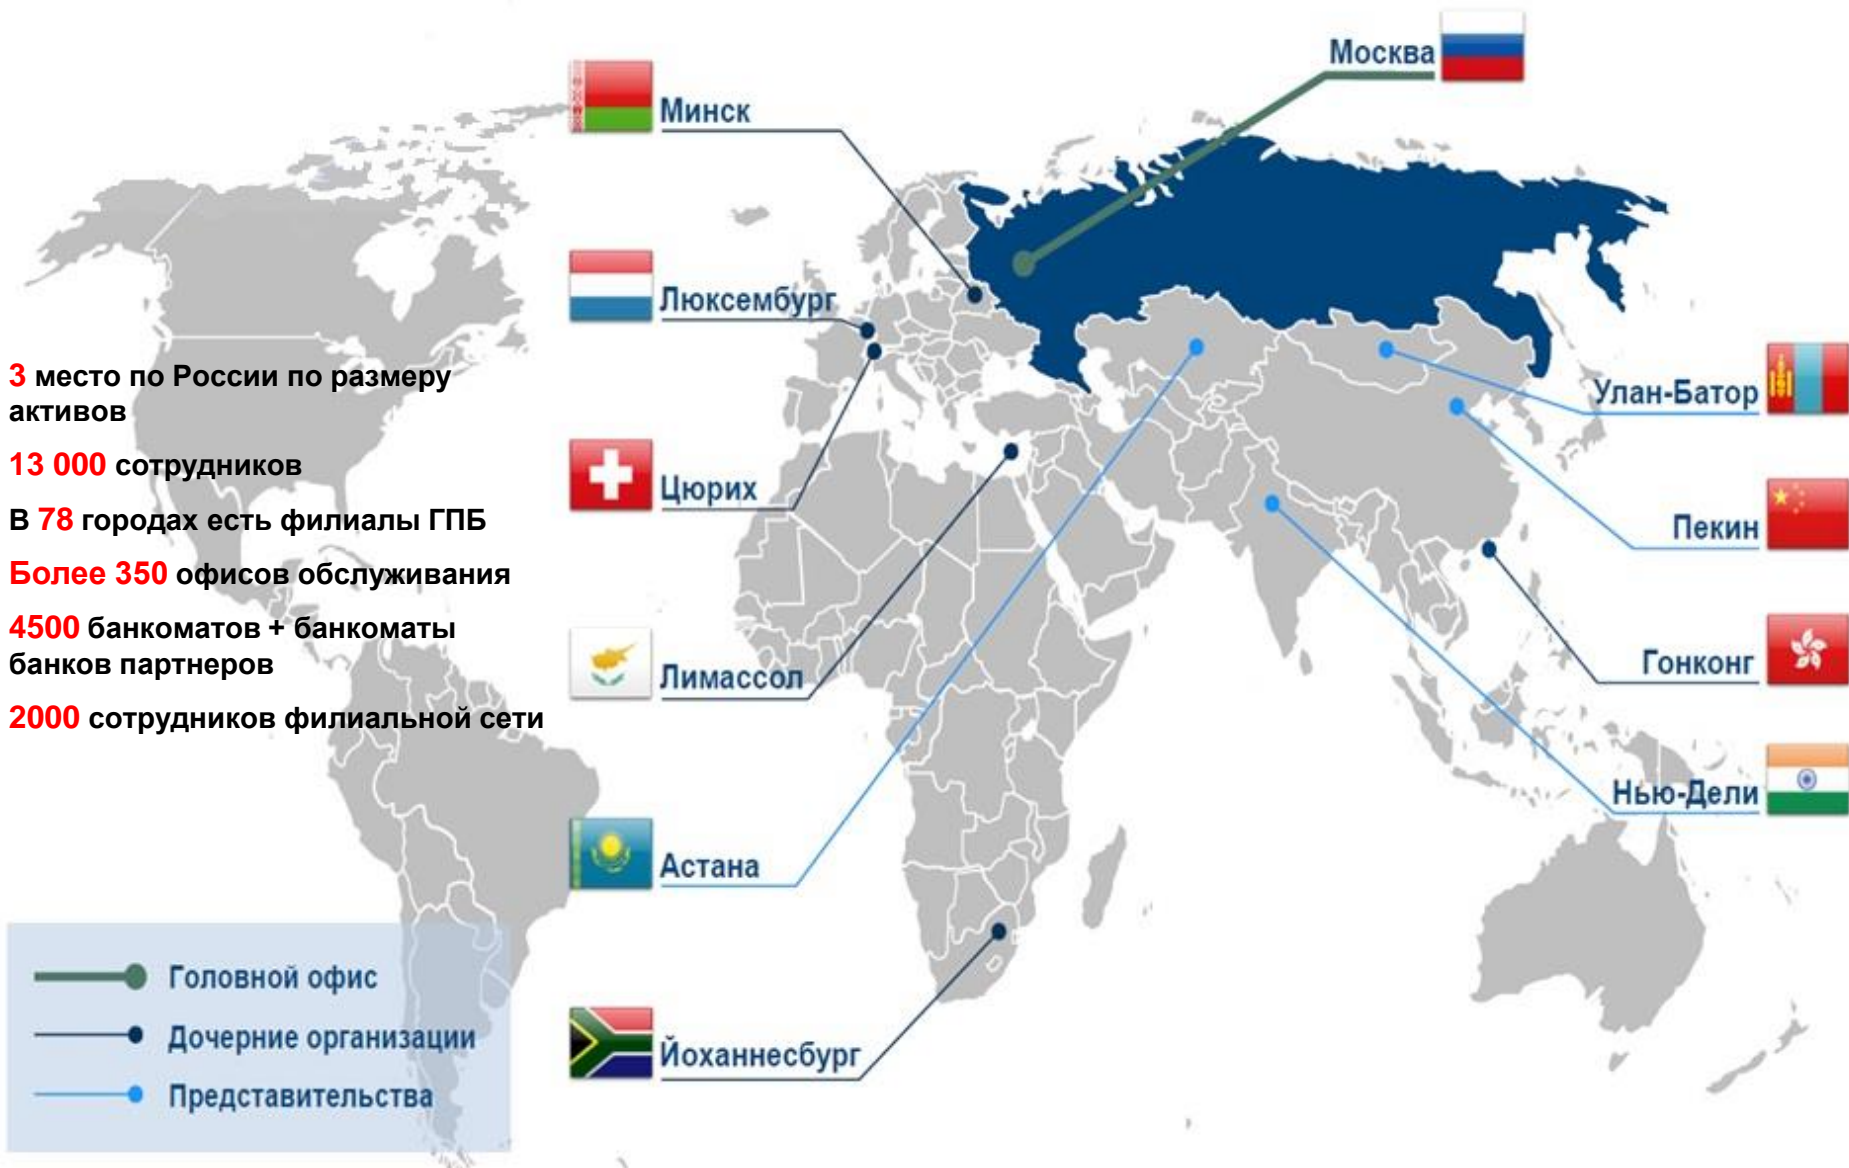 Москва
Минск
Люксембург
3 место по России по размеру
активов
Улан-Батор
13 000 сотрудников
Цюрих
В 78 городах есть филиалы ГПБ
Пекин
Более 350 офисов обслуживания
4500 банкоматов + банкоматы
банков партнеров
Гонконг
Лимассол
2000 сотрудников филиальной сети
Нью-Дели
Астана
Головной офис
Дочерние организации
Йоханнесбург
Представительства